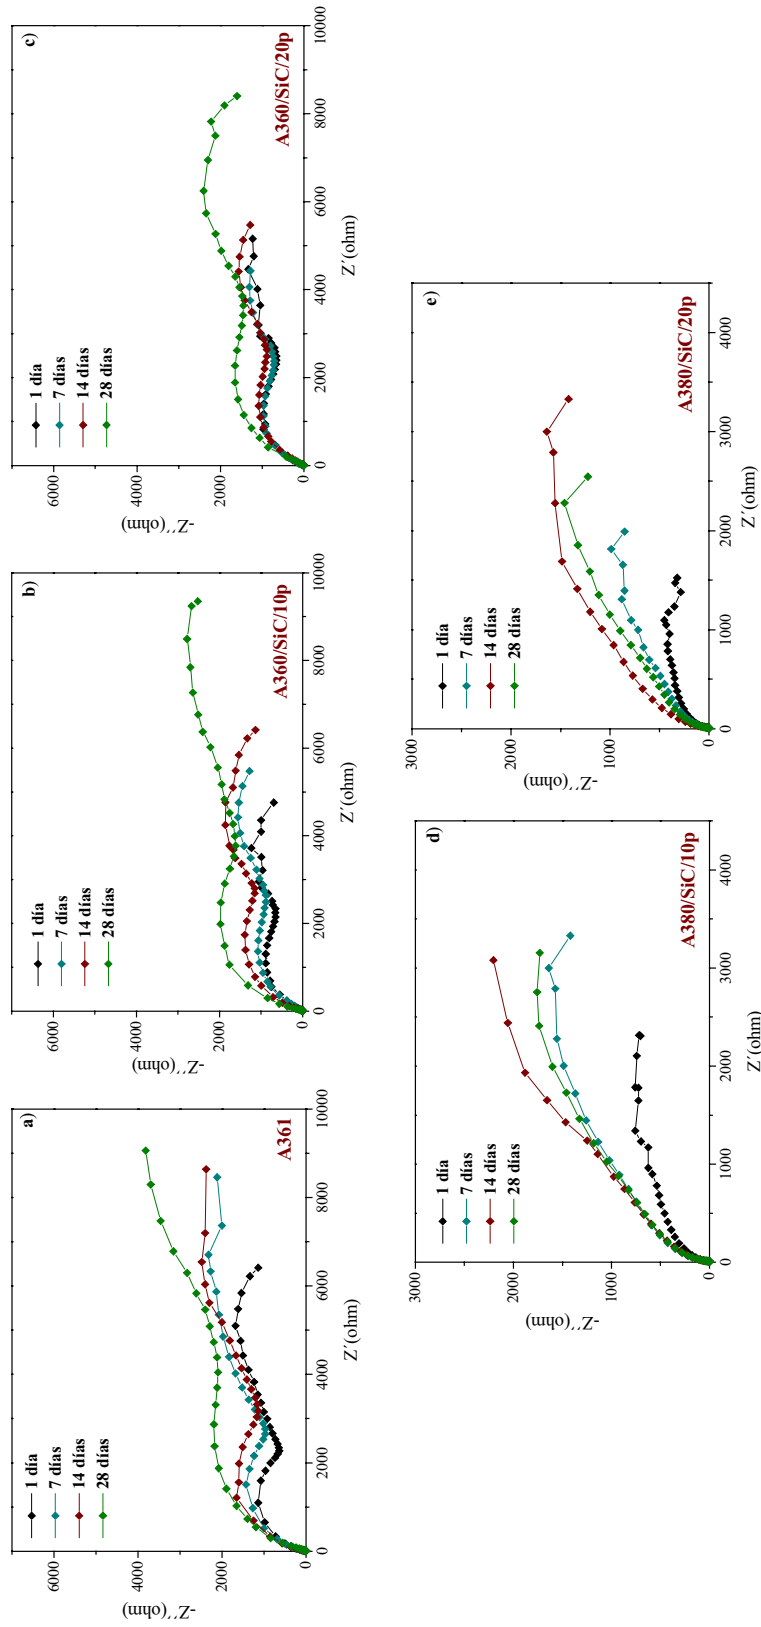 a)
A361
1 día
7 días
14 días
28 días
-Z´´(ohm)
6000
4000
2000
0
0
2000
4000
6000
8000
10000
Z´(ohm)
b)
A360/SiC/10p
1 día
7 días
14 días
28 días
-Z´´(ohm)
6000
4000
2000
0
0
2000
4000
6000
8000
10000
Z´(ohm)
c)
A360/SiC/20p
1 día
7 días
14 días
28 días
-Z´´(ohm)
6000
4000
2000
0
0
2000
4000
6000
8000
10000
Z´(ohm)
d)
A380/SiC/10p
1 día
7 días
14 días
28 días
-Z´´(ohm)
3000
2000
1000
0
0
1000
2000
3000
4000
Z´(ohm)
e)
A380/SiC/20p
1 día
7 días
14 días
28 días
-Z´´(ohm)
3000
2000
1000
0
0
1000
2000
3000
4000
Z´(ohm)